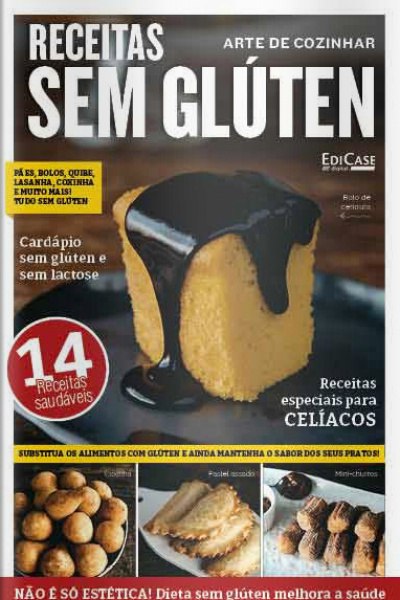 RECEITAS
ARTE DE COZINHAR
SEM GLÚTEN
EDICASE
digital
PÃES, BOLOS, QUIBE,
LASANHA, COXINHA
E MUITO MAIS!
TUDO SEM GLÚTEN
Bolo de
cenoura
Cardápio
sem glúten e
sem lactose
14
Receitas
saudáveis
Receitas
especiais para
CELÍACOS
SUBSTITUA OS ALIMENTOS COM GLÚTEN E AINDA MANTENHA O SABOR DOS SEUS PRATOS!
Coxinha
Pastel assado
Mini-churros
NÃO É SÓ ESTÉTICA! Dieta sem glúten melhora a saúde